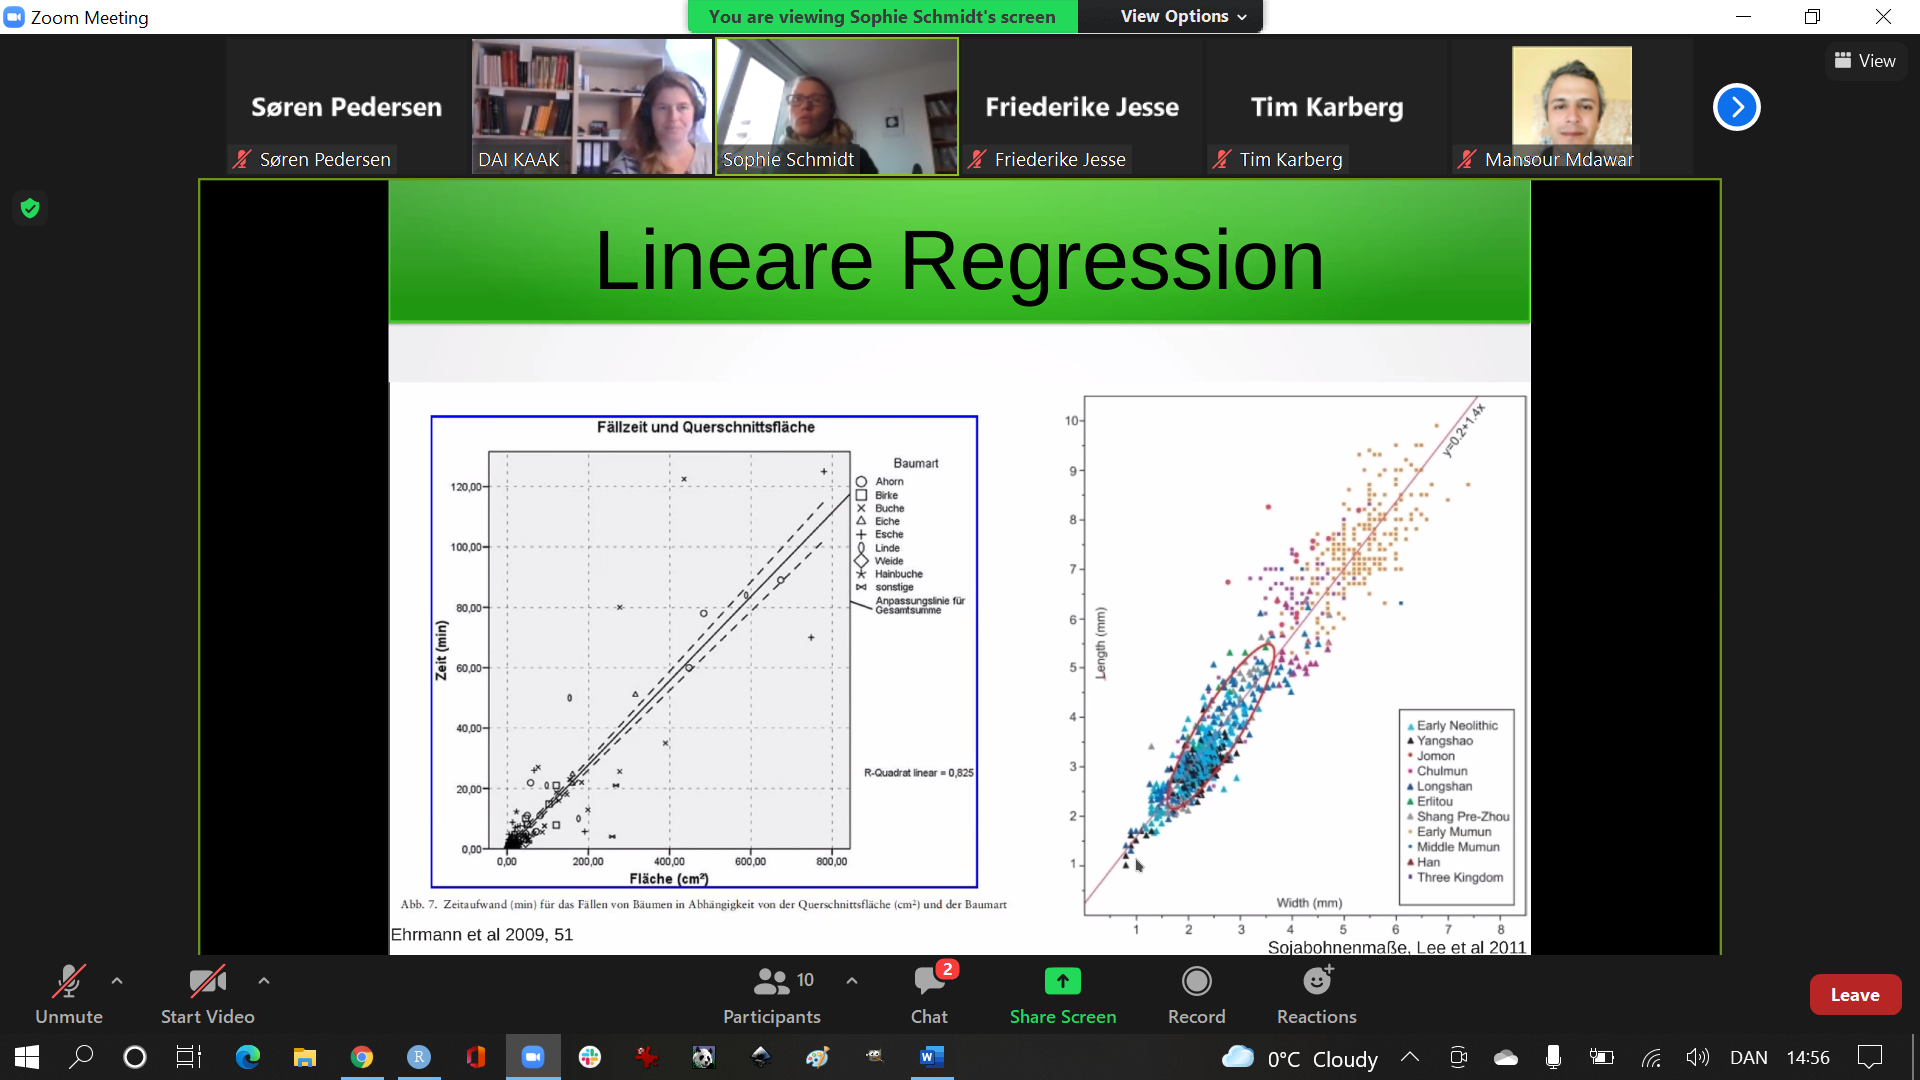 Zoom Meeting
You are viewing Sophie Schmidt's screen
View Options
View
Søren Pedersen
Friederike Jesse
Tim Karberg
Søren Pedersen
DAI KAAK
Sophie Schmidt
Friederike Jesse
Tim Karberg
Mansour Mdawar
Lineare Regression
Fällzeit und Querschnittsfläche
Zeit (min)
120,00
100,00
80,00
60,00
40,00
20,00
0,00
0,00 200,00 400,00 600,00 800,00
Fläche (cm²)
Baumart
Ahorn
Birke
Buche
Eiche
Esche
Linde
Weide
Hainbuche
sonstige
Anpassungslinie für
Gesamtsumme
R-Quadrat linear = 0,825
Abb. 7. Zeitaufwand (min) für das Fällen von Bäumen in Abhängigkeit von der Querschnittsfläche (cm²) und der Baumart
Ehrmann et al 2009, 51
y=0.2+1.4x
Length (mm)
10
9
8
7
6
5
4
3
2
1
Early Neolithic
Yangshao
Jomon
Chulmun
Longshan
Erlitou
Shang Pre-Zhou
Early Mumun
Middle Mumun
Han
Three Kingdom
Width (mm)
1 2 3 4 5 6 7 8
Sojabohnenmaße, Lee et al 2011
Unmute
Start Video
10
Participants
2
Chat
Share Screen
Record
Reactions
Leave
0°C Cloudy
DAN
14:56